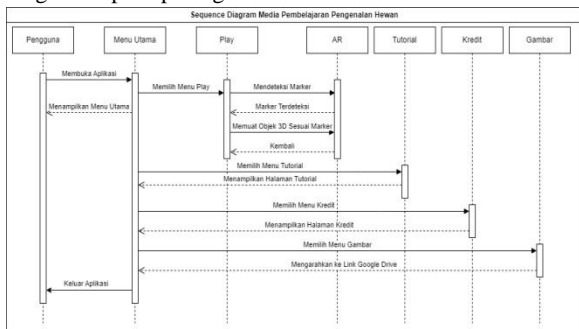 Sequence Diagram Media Pembelajaran Pengenalan Hewan
Pengguna
Menu Utama
Play
AR
Tutorial
Kredit
Gambar
Membuka Aplikasi
Memilih Menu Play
Mendeteksi Marker
Menampilkan Menu Utama
Marker Terdeteksi
Memuat Objek 3D Sesuai Marker
Kembali
Memilih Menu Tutorial
Menampilkan Halaman Tutorial
Memilih Menu Kredit
Menampilkan Halaman Kredit
Memilih Menu Gambar
Mengarahkan ke Link Google Drive
Keluar Aplikasi